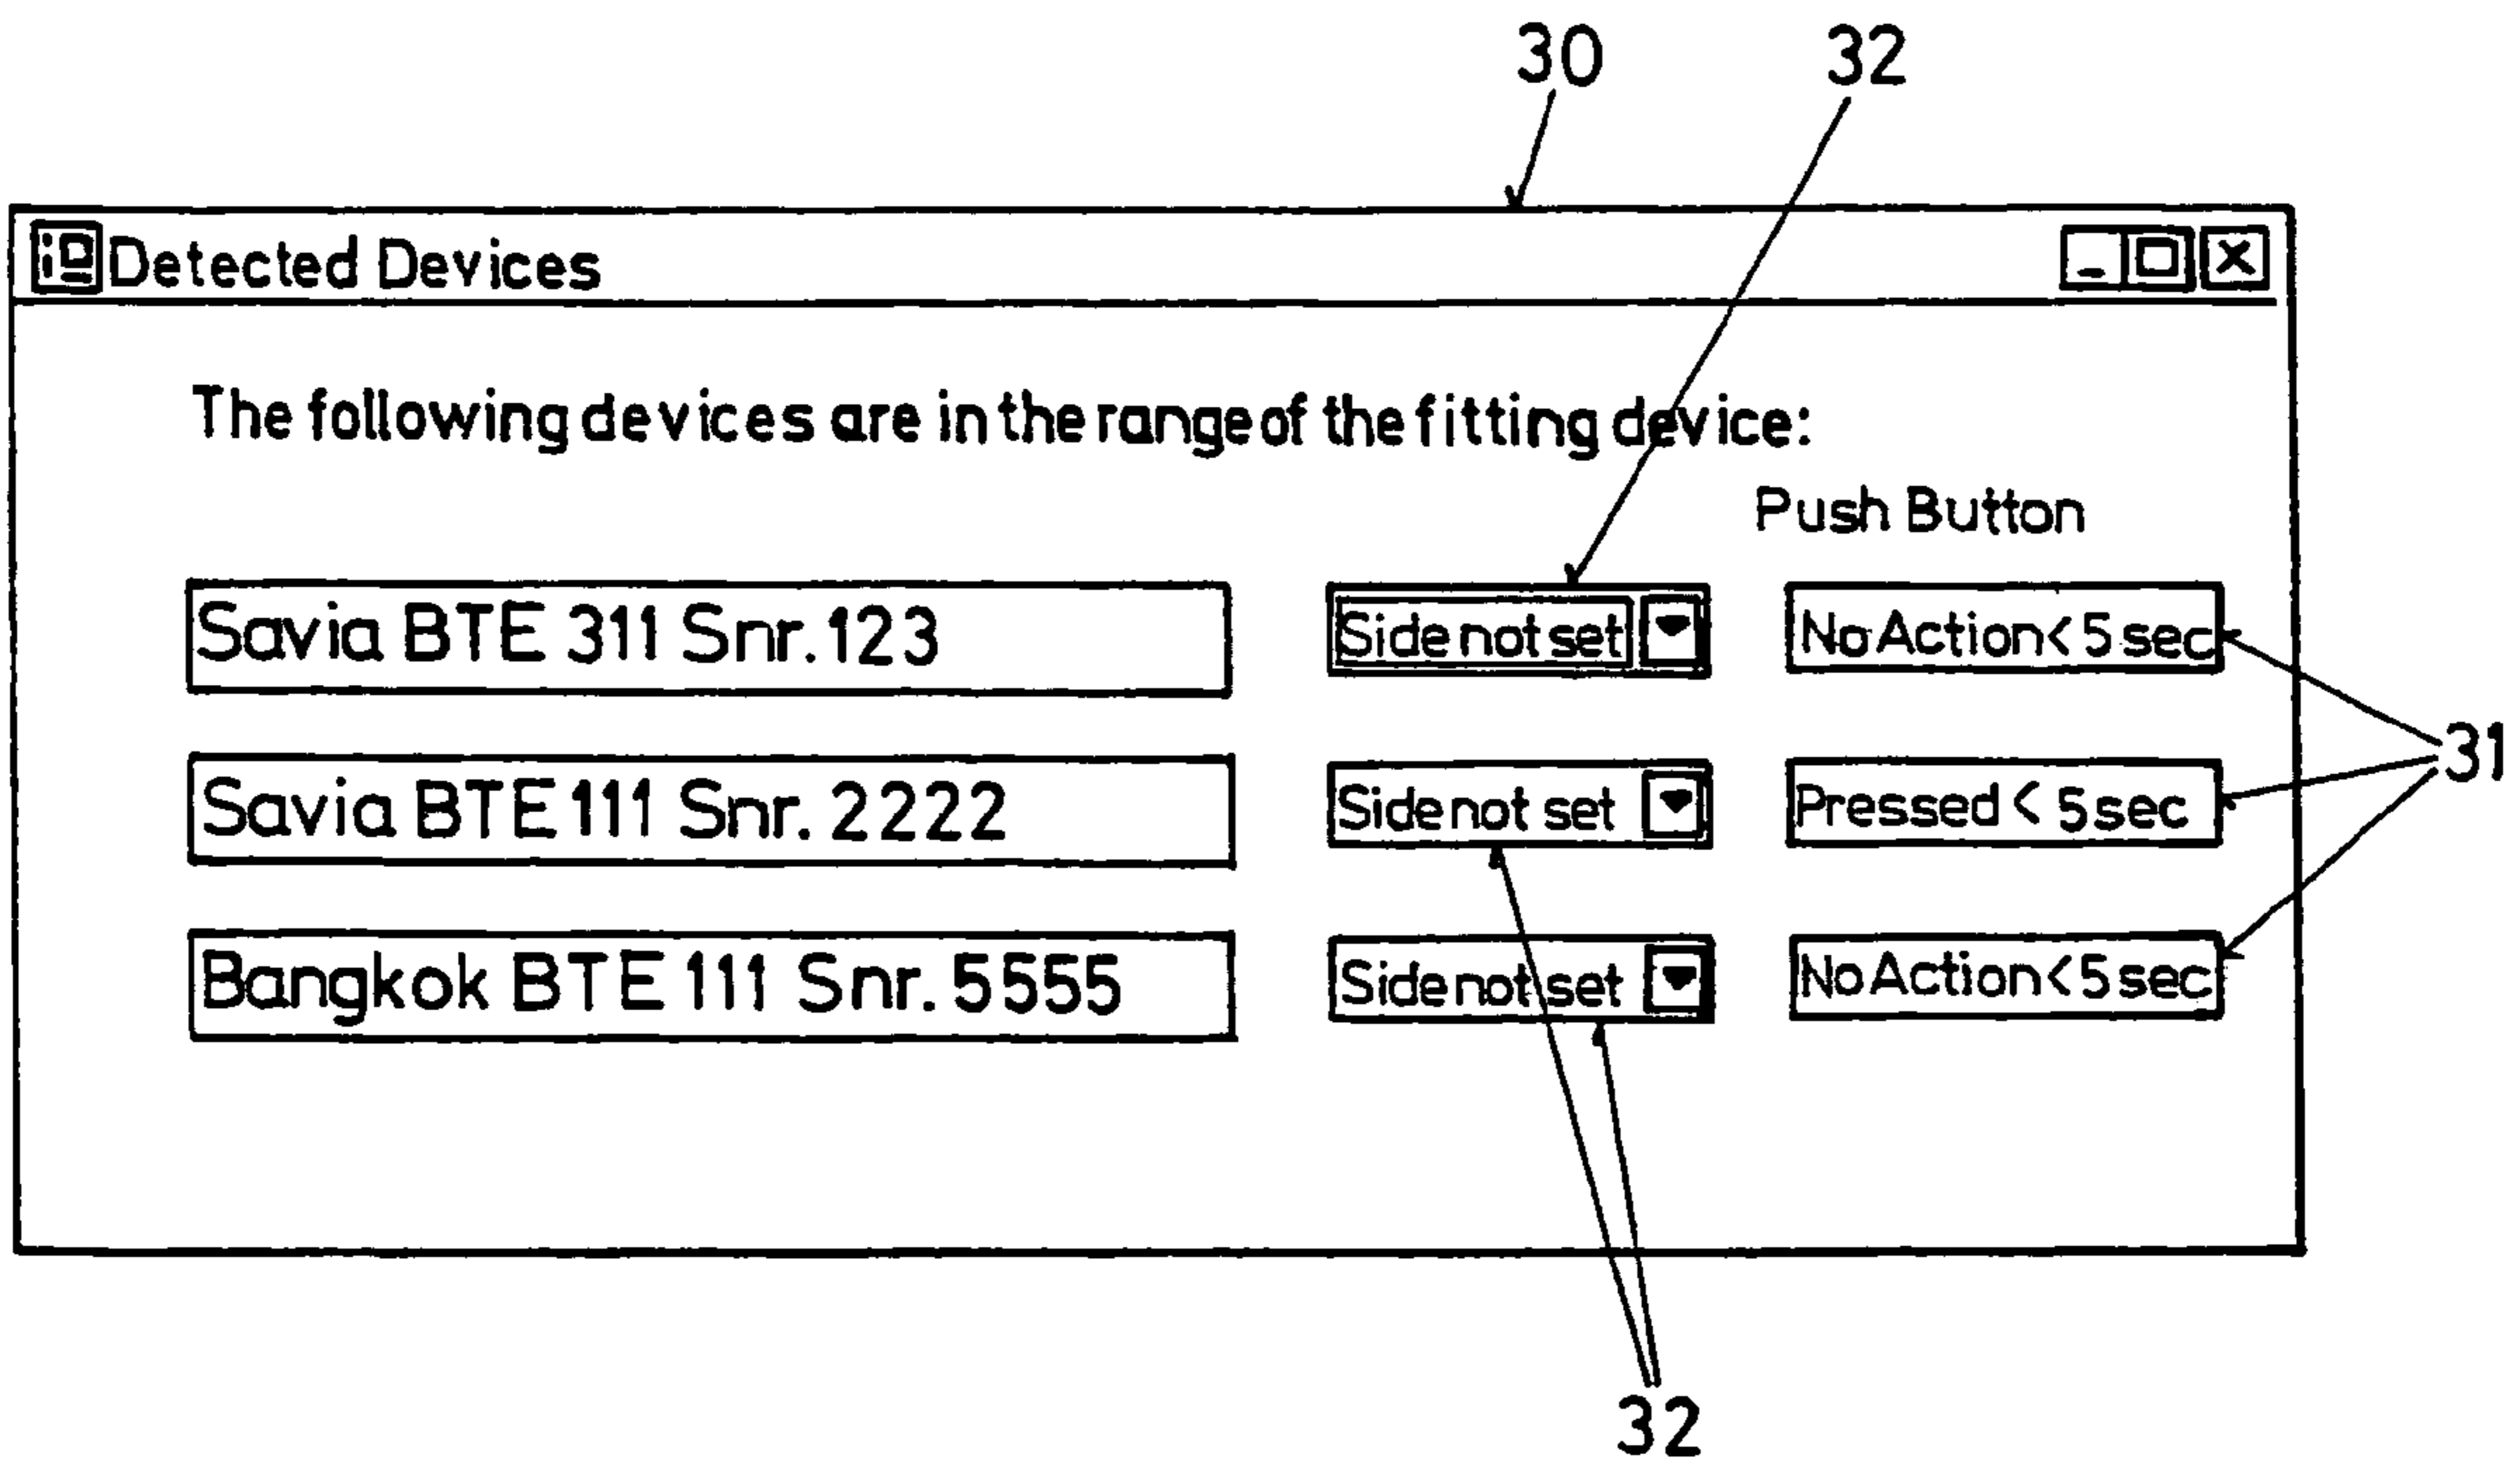 30 32
Detected Devices
The following devices are in the range of the fitting device:
Push Button
Savia BTE 311 Snr. 123 Side not set No Action < 5 sec
31
Savia BTE 111 Snr. 2222 Side not set Pressed < 5 sec
Bangkok BTE 111 Snr. 5555 Side not set No Action < 5 sec
32